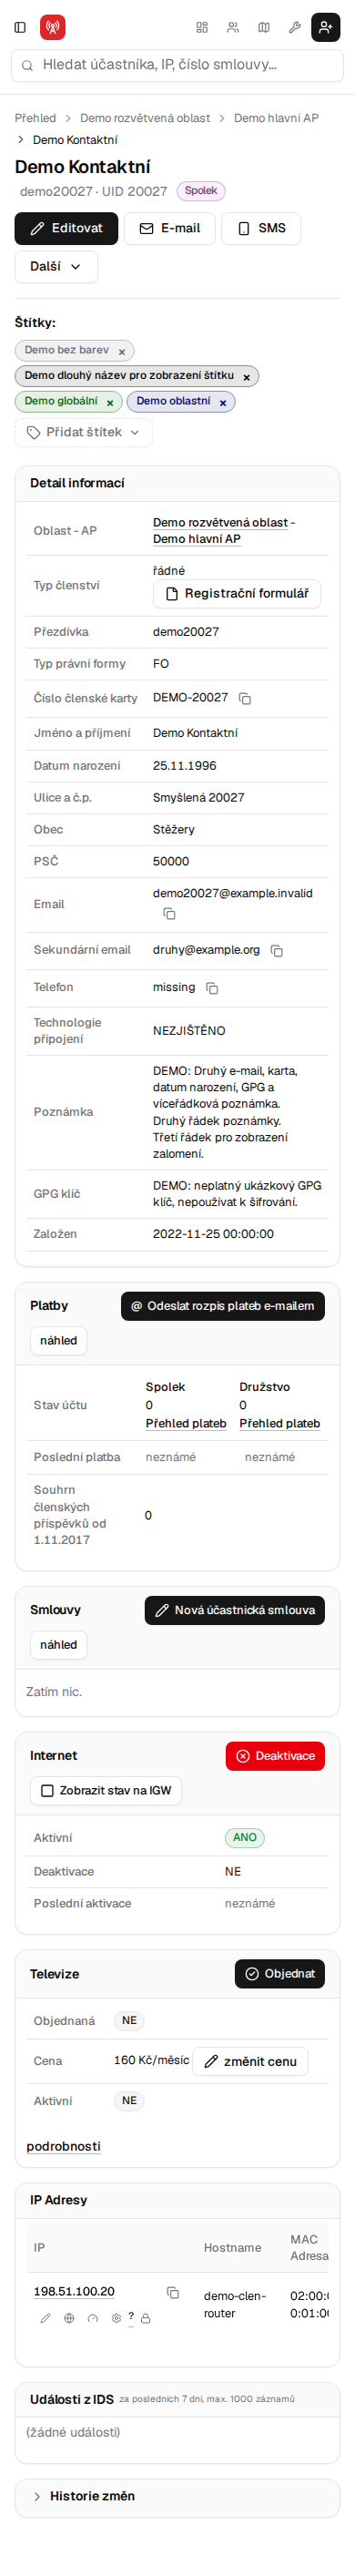 Hledat účastníka, IP, číslo smlouvy...
Přehled > Demo rozvětvená oblast > Demo hlavní AP
> Demo Kontaktní
Demo Kontaktní
demo20027 · UID 20027 Spolek
Editovat E-mail SMS
Další
Štítky:
Demo bez barev ×
Demo dlouhý název pro zobrazení štítku ×
Demo globální × Demo oblastní ×
Přidat štítek
Detail informací
Oblast - AP Demo rozvětvená oblast -
Demo hlavní AP
Typ členství řádné
Registrační formulář
Přezdívka demo20027
Typ právní formy FO
Číslo členské karty DEMO-20027
Jméno a příjmení Demo Kontaktní
Datum narození 25.11.1996
Ulice a č.p. Smyšlená 20027
Obec Stěžery
PSČ 50000
Email demo20027@example.invalid
Sekundární email druhy@example.org
Telefon missing
Technologie
připojení NEZJIŠTĚNO
Poznámka DEMO: Druhý e-mail, karta,
datum narození, GPG a
víceřádková poznámka.
Druhý řádek poznámky.
Třetí řádek pro zobrazení
zalomení.
GPG klíč DEMO: neplatný ukázkový GPG
klíč, nepoužívat k šifrování.
Založen 2022-11-25 00:00:00
Platby @ Odeslat rozpis plateb e-mailem
náhled
Stav účtu Spolek Družstvo
0 0
Přehled plateb Přehled plateb
Poslední platba neznámé neznámé
Souhrn
členských
příspěvků od
1.11.2017 0
Smlouvy Nová účastnická smlouva
náhled
Zatím nic.
Internet Deaktivace
Zobrazit stav na IGW
Aktivní ANO
Deaktivace NE
Poslední aktivace neznámé
Televize Objednat
Objednaná NE
Cena 160 Kč/měsíc změnit cenu
Aktivní NE
podrobnosti
IP Adresy
IP Hostname MAC
Adresa
198.51.100.20 demo-clen-
router 02:00:0
0:01:00
?
Události z IDS za posledních 7 dní, max. 1000 záznamů
(žádné události)
Historie změn